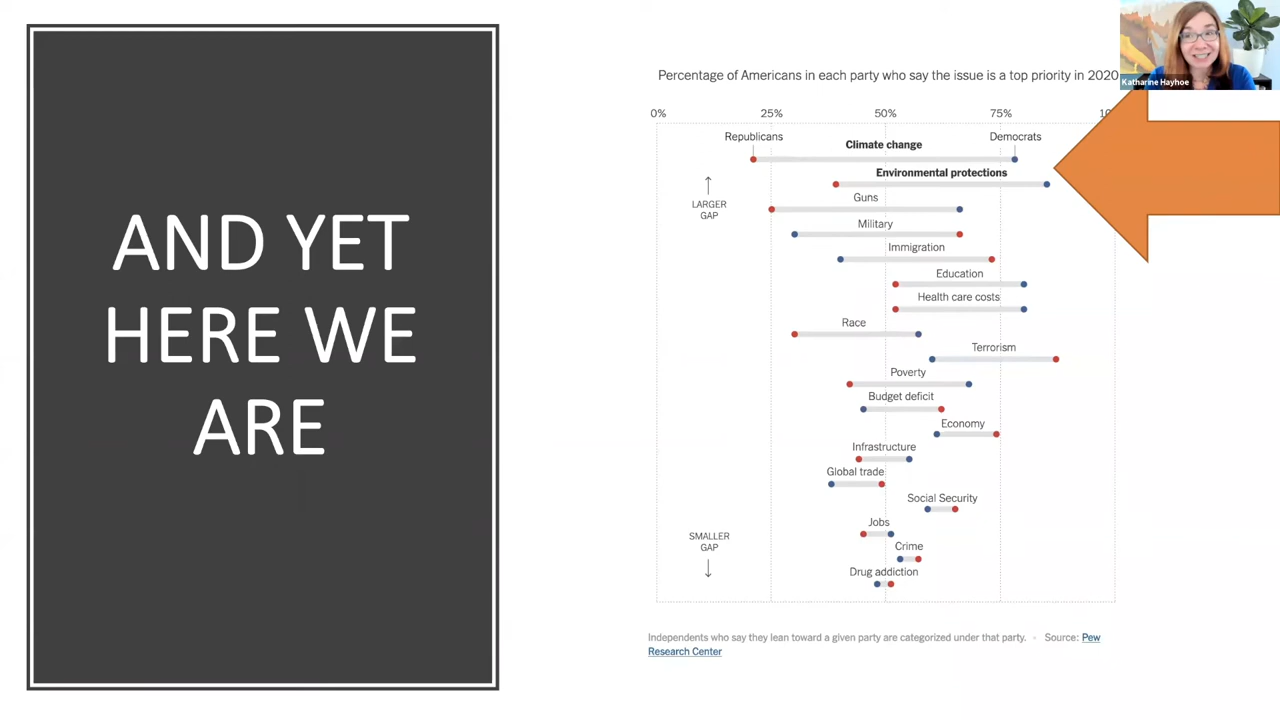 AND YET
HERE WE
ARE
Katharine Hayhoe
Percentage of Americans in each party who say the issue is a top priority in 2020
0% 25% 50% 75%
Republicans Democrats
Climate change
Environmental protections
LARGER
GAP
Guns
Military
Immigration
Education
Health care costs
Race
Terrorism
Poverty
Budget deficit
Economy
Infrastructure
Global trade
Social Security
Jobs
SMALLER
GAP
Crime
Drug addiction
Independents who say they lean toward a given party are categorized under that party. • Source: Pew
Research Center